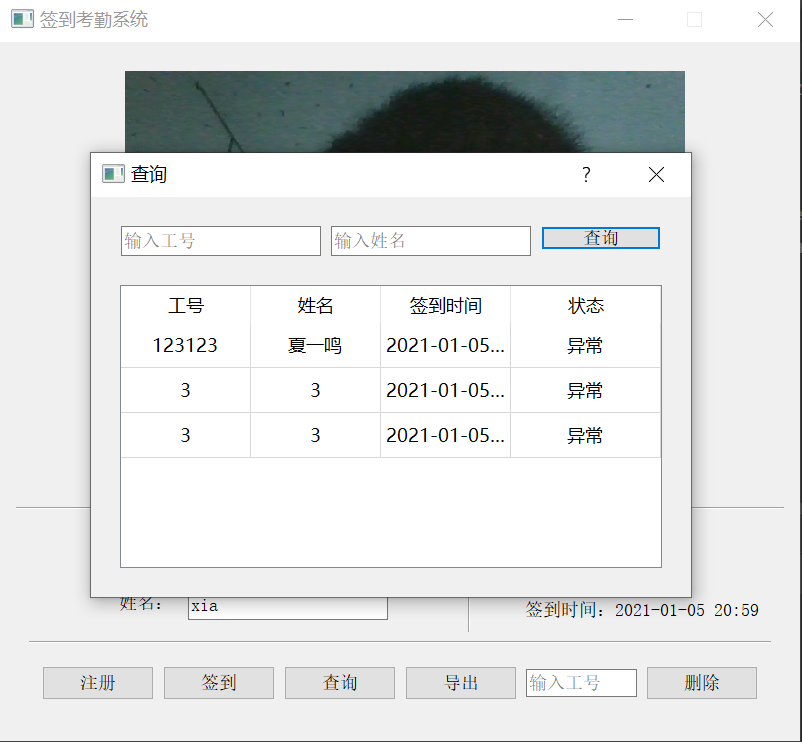 签到考勤系统
查询
?
输入工号 输入姓名 查询
工号 姓名 签到时间 状态
123123 夏一鸣 2021-01-05... 异常
3 3 2021-01-05... 异常
3 3 2021-01-05... 异常
姓名: xia 签到时间: 2021-01-05 20:59
注册 签到 查询 导出 输入工号 删除